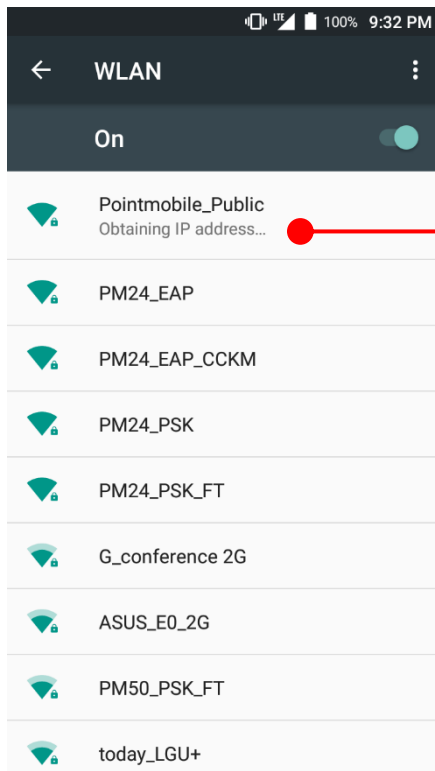 LTE 100% 9:32 PM
WLAN
On
Pointmobile_Public
Obtaining IP address...
PM24_EAP
PM24_EAP_CCKM
PM24_PSK
PM24_PSK_FT
G_conference 2G
ASUS_E0_2G
PM50_PSK_FT
today_LGU+